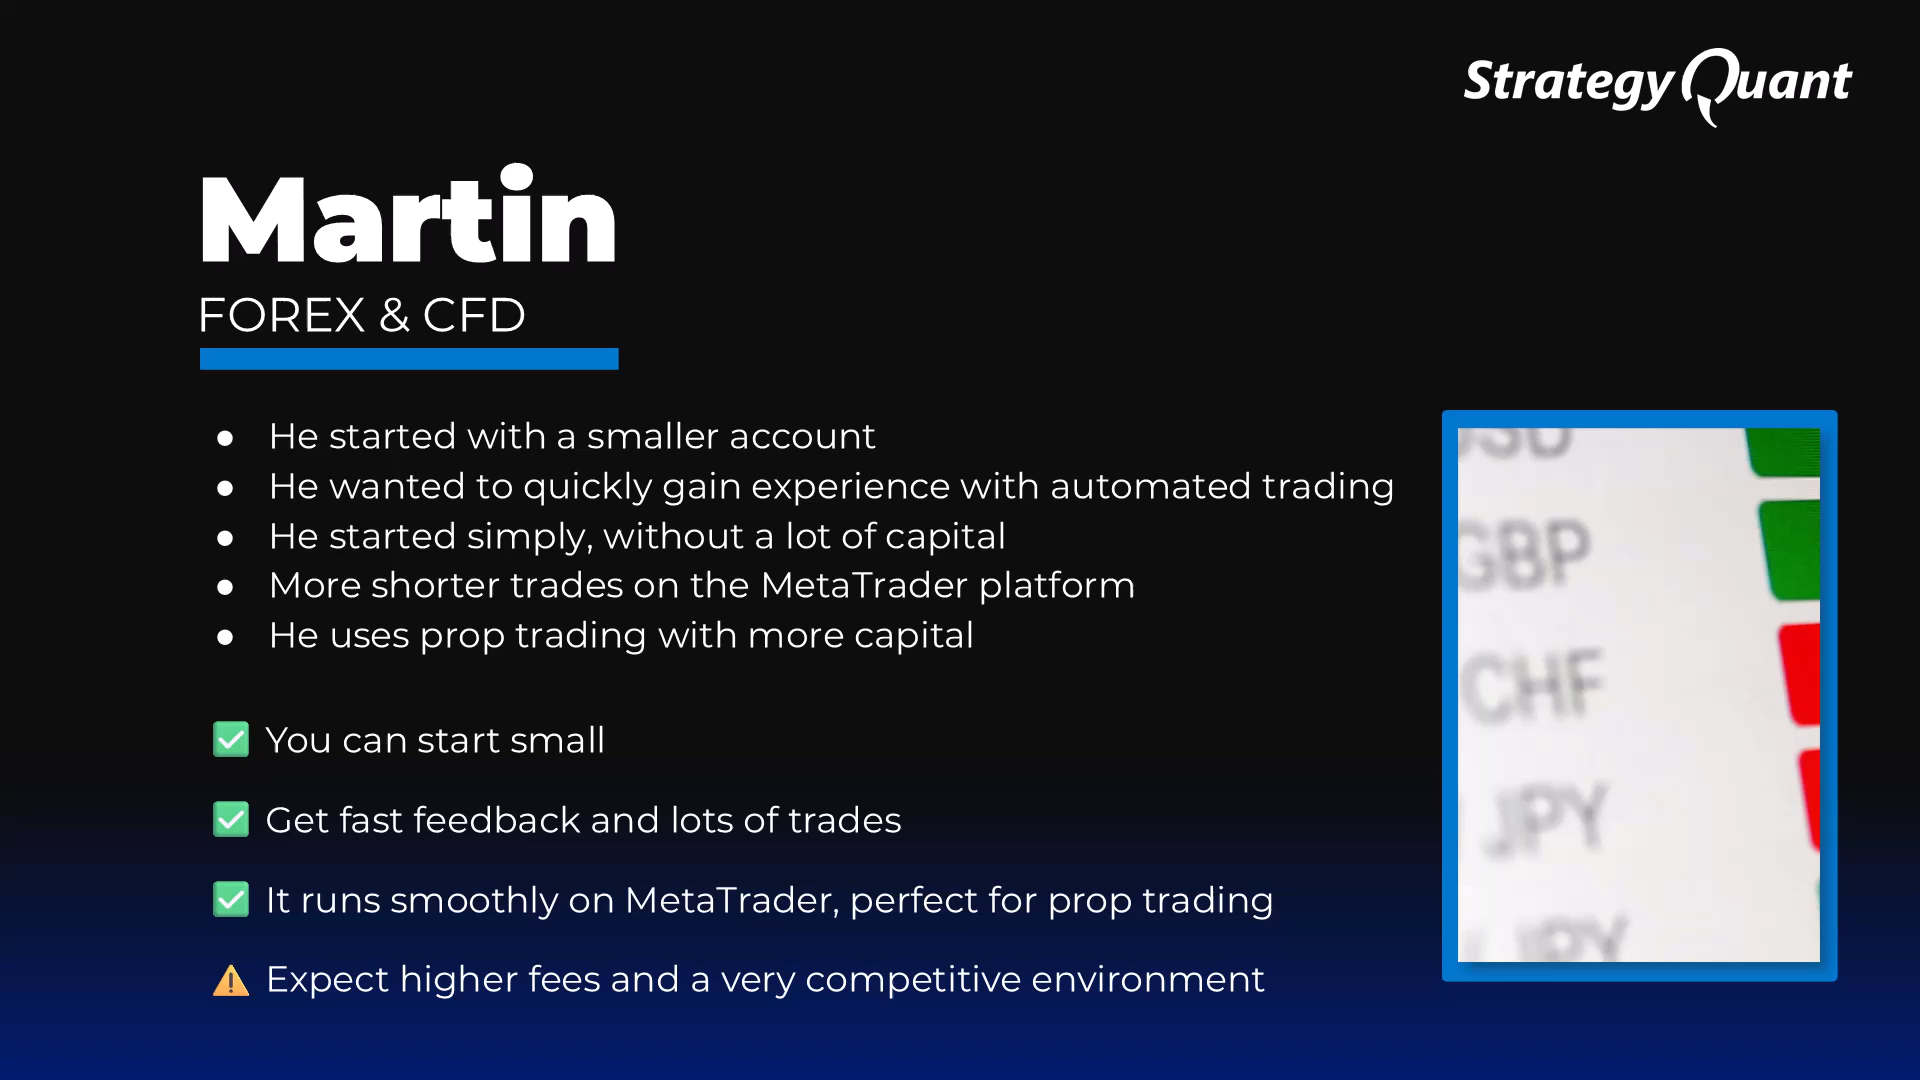 StrategyQuant
Martin
FOREX & CFD
● He started with a smaller account
● He wanted to quickly gain experience with automated trading
● He started simply, without a lot of capital
● More shorter trades on the MetaTrader platform
● He uses prop trading with more capital
✅ You can start small
✅ Get fast feedback and lots of trades
✅ It runs smoothly on MetaTrader, perfect for prop trading
⚠️ Expect higher fees and a very competitive environment
GBP
CHF
JPY
JPY